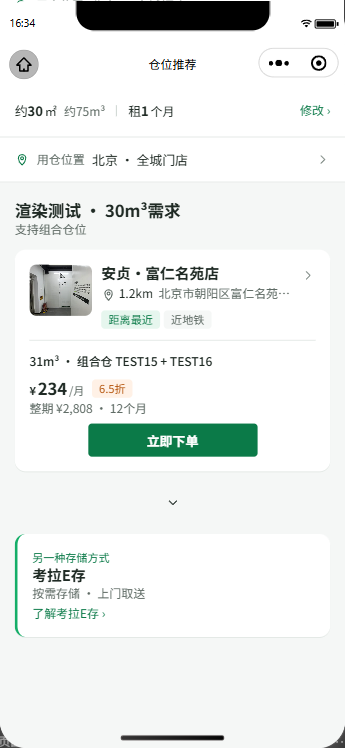 16:34
仓位推荐
约30㎡ 约75m³ 租1个月 修改 ›
用仓位置 北京 · 全城门店
渲染测试 · 30m³需求
支持组合仓位
安贞·富仁名苑店
1.2km 北京市朝阳区富仁名苑…
距离最近 近地铁
31m³ · 组合仓 TEST15 + TEST16
¥234/月 6.5折
整期 ¥2,808 · 12个月
立即下单
另一种存储方式
考拉E存
按需存储 · 上门取送
了解考拉E存 ›